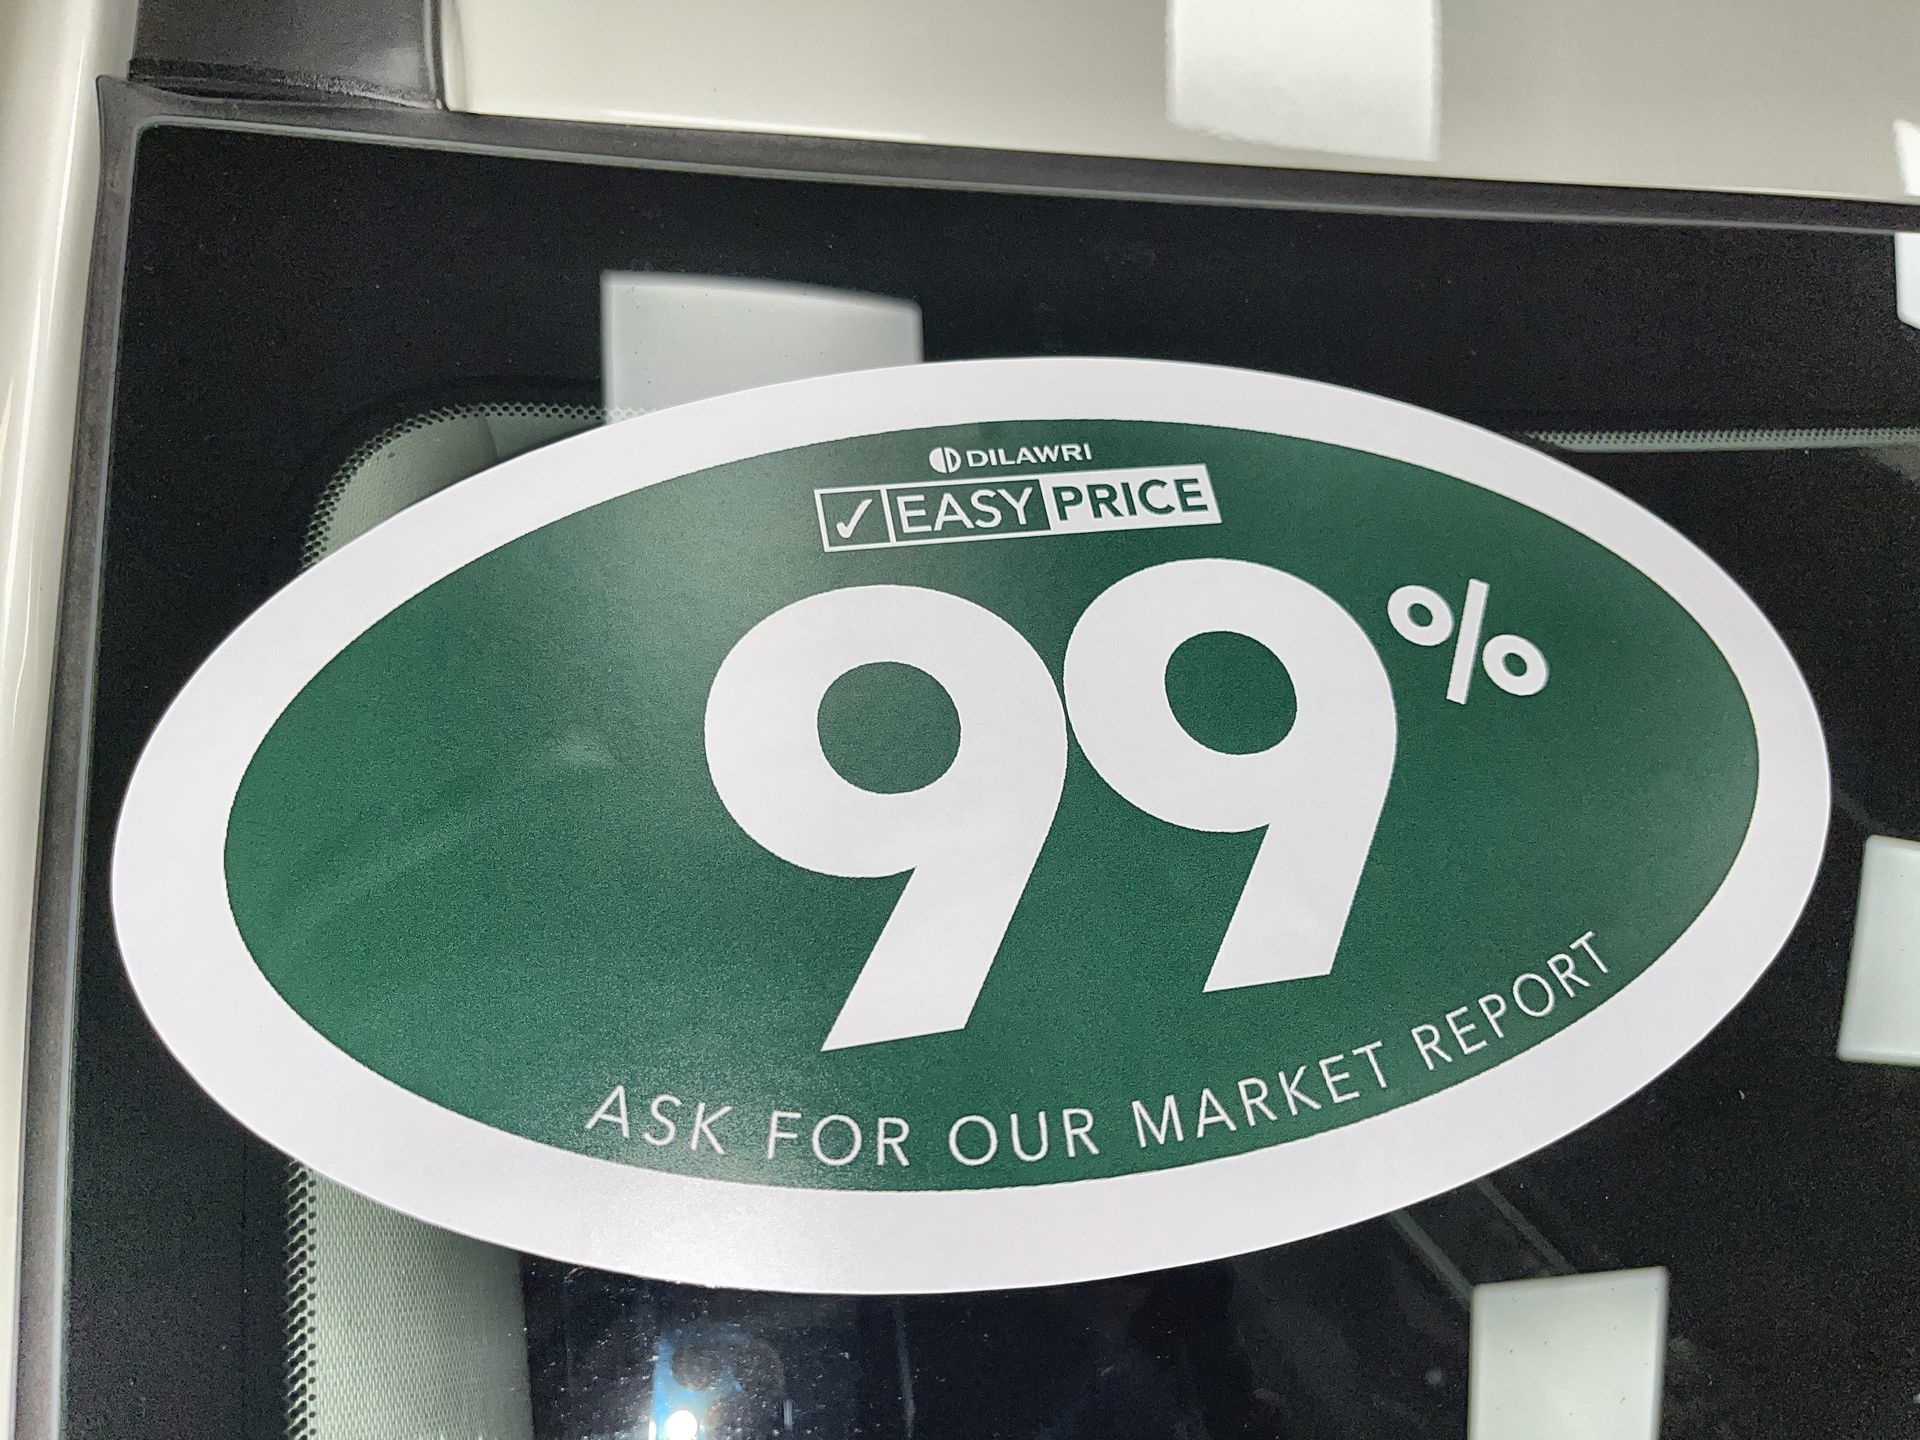 DILAWRI
✓ EASY PRICE
99%
ASK FOR OUR MARKET REPORT